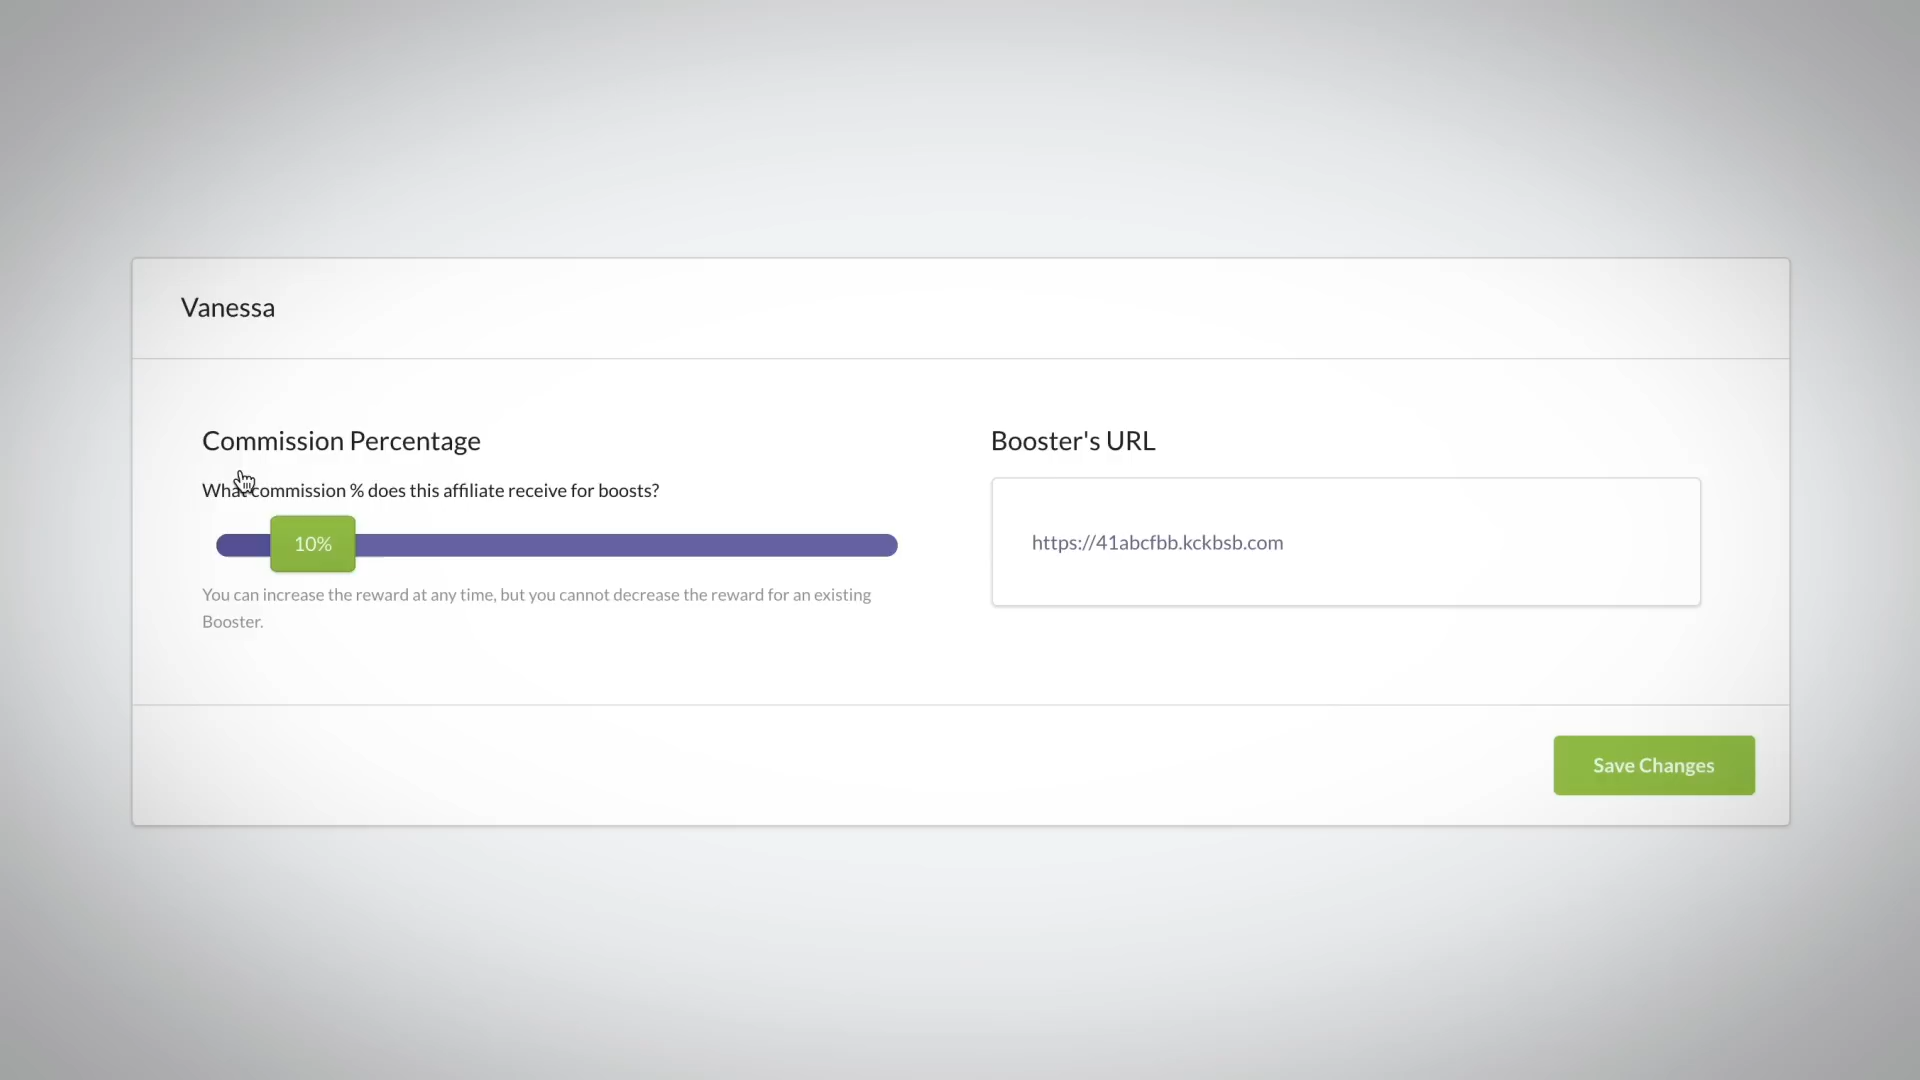 Vanessa
Commission Percentage
What commission % does this affiliate receive for boosts?
10%
You can increase the reward at any time, but you cannot decrease the reward for an existing
Booster.
Booster's URL
https://41abcfbb.kckbsb.com
Save Changes